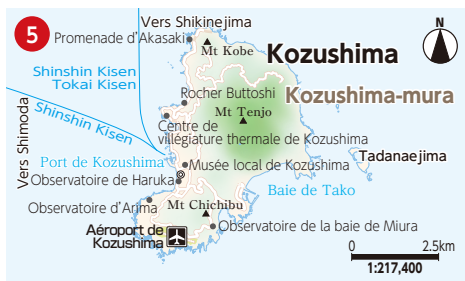 5
Vers Shikinejima
Promenade d'Akasaki
Mt Kobe
N
Kozushima
Kozushima-mura
Shinshin Kisen
Tokai Kisen
Rocher Buttoshi
Mt Tenjo
Shinshin Kisen
Vers Shimoda
Centre de
villégiature thermale de Kozushima
Port de Kozushima
Musée local de Kozushima
Tadanaejima
Observatoire de Haruka
Baie de Tako
Observatoire d'Arima
Mt Chichibu
Aéroport de
Kozushima
Observatoire de la baie de Miura
0 2.5km
1:217,400